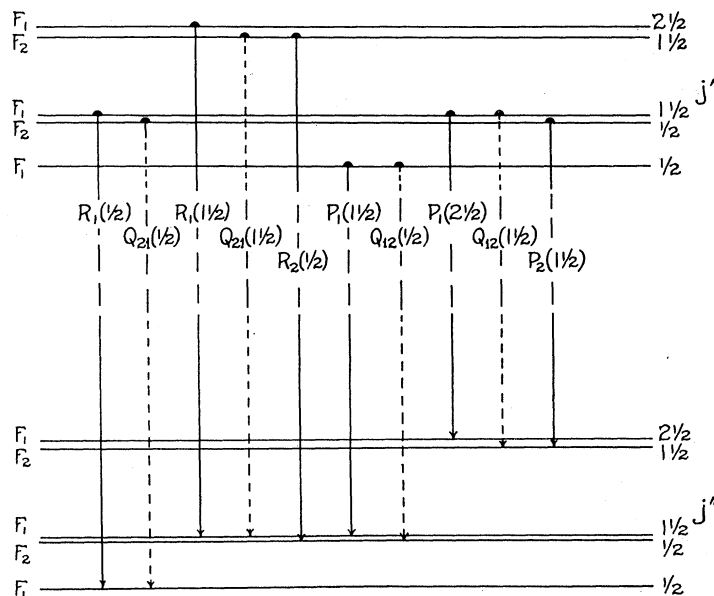 F₁ 2½
F₂ 1½
F₁ 1½ j'
F₂ ½
F₁ ½
R₁(½) R₁(1½) P₁(1½) P₁(2½)
Q₂₁(½) Q₂₁(1½) Q₁₂(½) Q₁₂(1½)
R₂(½) P₂(1½)
F₁ 2½
F₂ 1½
F₁ 1½ j"
F₂ ½
F₁ ½